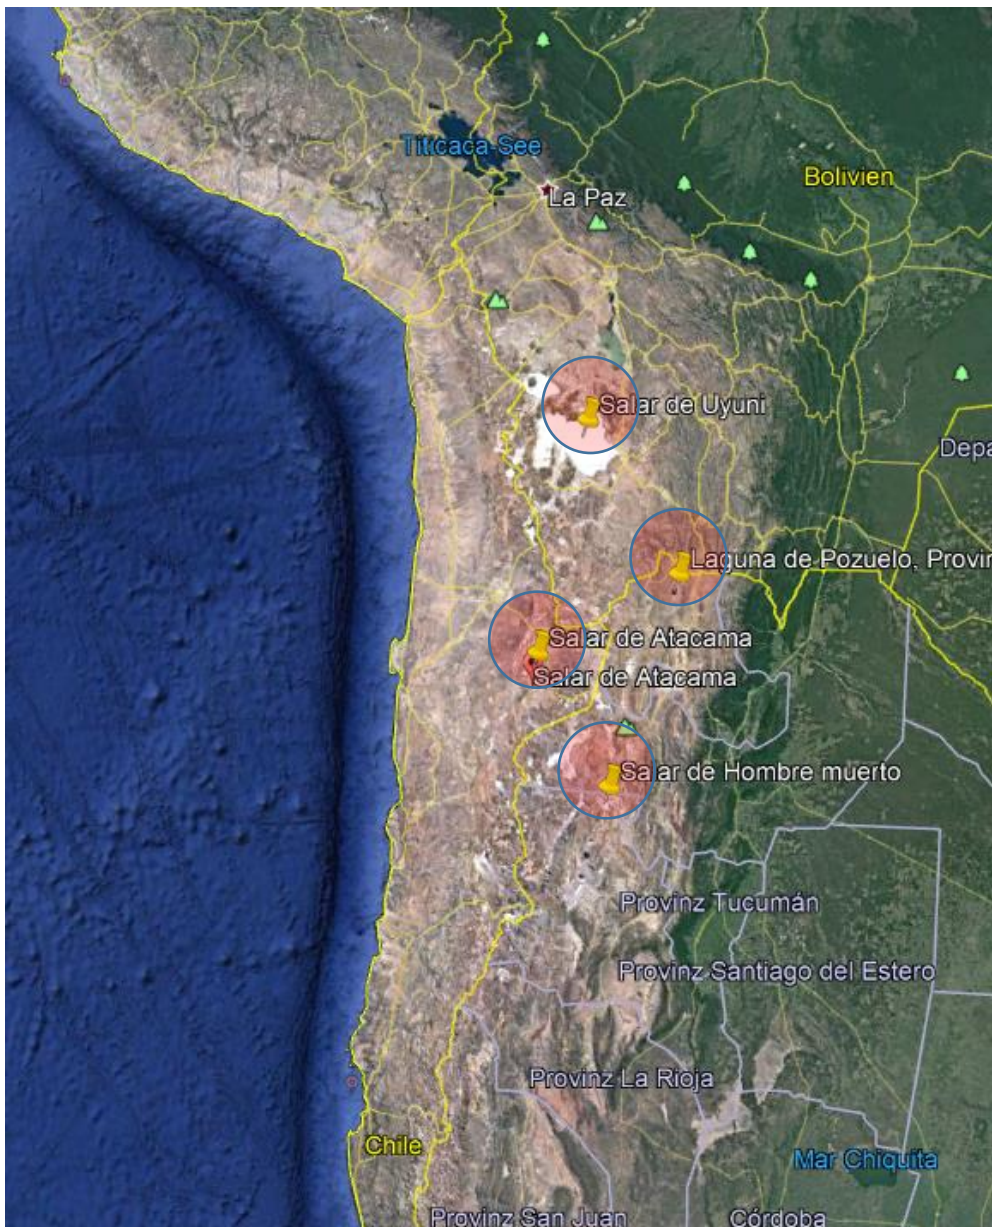 Titicaca-See
Bolivien
La Paz
Salar de Uyuni
Depa
Laguna de Pozuelo, Provin
Salar de Atacama
Salar de Atacama
Salar de Hombre muerto
Provinz Tucumán
Provinz Santiago del Estero
Provinz La Rioja
Chile
Mar Chiquita
Provinz San Juan
Córdoba